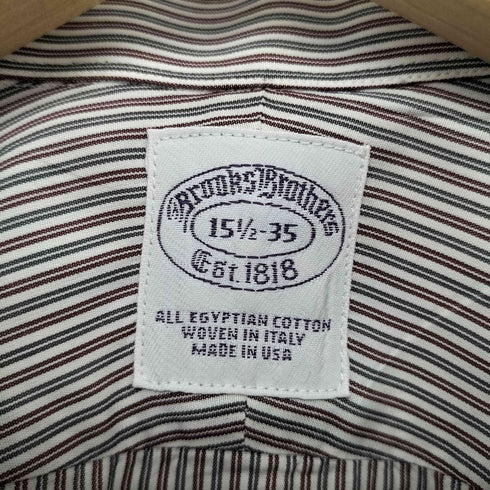 Brooks Brothers
15½-35
Est. 1818
ALL EGYPTIAN COTTON
WOVEN IN ITALY
MADE IN USA